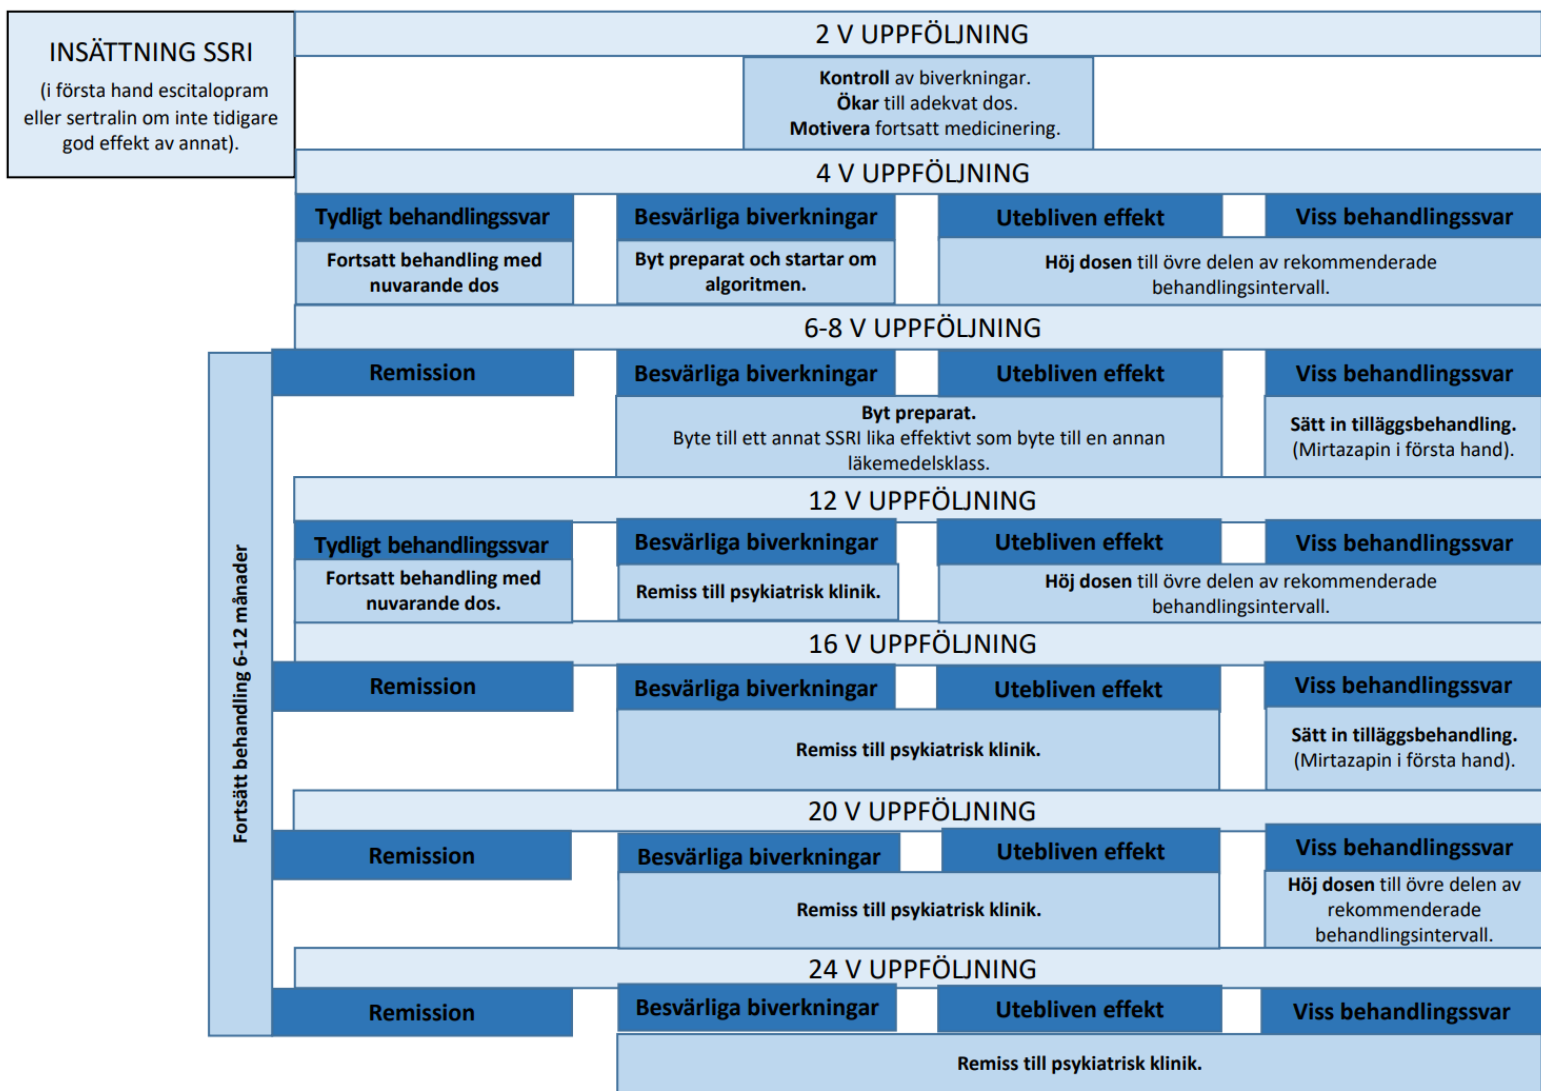 INSÄTTNING SSRI
(i första hand escitalopram
eller sertralin om inte tidigare
god effekt av annat).
2 V UPPFÖLJNING
Kontroll av biverkningar.
Ökar till adekvat dos.
Motivera fortsatt medicinering.
4 V UPPFÖLJNING
Tydligt behandlingssvar
Fortsatt behandling med
nuvarande dos
Besvärliga biverkningar
Byt preparat och startar om
algoritmen.
Utebliven effekt
Viss behandlingssvar
Höj dosen till övre delen av rekommenderade
behandlingsintervall.
6-8 V UPPFÖLJNING
Fortsätt behandling 6-12 månader
Remission
Besvärliga biverkningar
Utebliven effekt
Byt preparat.
Byte till ett annat SSRI lika effektivt som byte till en annan
läkemedelsklass.
Viss behandlingssvar
Sätt in tilläggsbehandling.
(Mirtazapin i första hand).
12 V UPPFÖLJNING
Tydligt behandlingssvar
Fortsatt behandling med
nuvarande dos.
Besvärliga biverkningar
Remiss till psykiatrisk klinik.
Utebliven effekt
Viss behandlingssvar
Höj dosen till övre delen av rekommenderade
behandlingsintervall.
16 V UPPFÖLJNING
Remission
Besvärliga biverkningar
Utebliven effekt
Remiss till psykiatrisk klinik.
Viss behandlingssvar
Sätt in tilläggsbehandling.
(Mirtazapin i första hand).
20 V UPPFÖLJNING
Remission
Besvärliga biverkningar
Utebliven effekt
Remiss till psykiatrisk klinik.
Viss behandlingssvar
Höj dosen till övre delen av
rekommenderade
behandlingsintervall.
24 V UPPFÖLJNING
Remission
Besvärliga biverkningar
Utebliven effekt
Viss behandlingssvar
Remiss till psykiatrisk klinik.